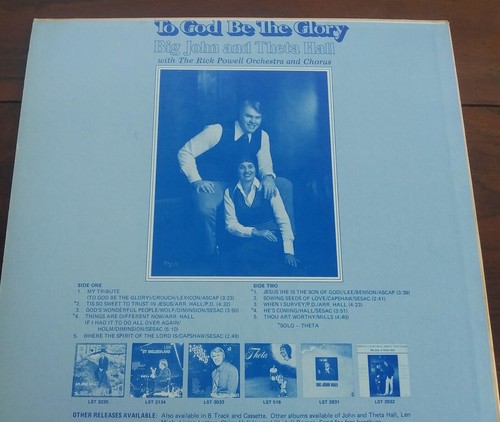 To God Be The Glory
Big John and Theta Hall
with The Rick Powell Orchestra and Chorus
SIDE ONE
1. MY TRIBUTE
(TO GOD BE THE GLORY)/CROUCH/LEXICON/ASCAP (3:23)
*2. TIS SO SWEET TO TRUST IN JESUS/ARR. HALL/P.D. (4:32)
3. GOD'S WONDERFUL PEOPLE/WOLF/DIMINSION/SESAC (3:50)
*4. THINGS ARE DIFFERENT NOW/ARR. HALL
IF I HAD IT TO DO ALL OVER AGAIN/
HOLM/DIMINSION/SESAC (5:10)
5. WHERE THE SPIRIT OF THE LORD IS/CAPSHAW/SESAC (2:49)
SIDE TWO
*1. JESUS (HE IS THE SON OF GOD)/LEE/BENSON/ASCAP (3:39)
2. SOWING SEEDS OF LOVE/CAPSHAW (2:41)
3. WHEN I SURVEY/P.D./ARR. HALL (4:23)
*4. HE'S COMING/HALL/SESAC (3:51)
5. THOU ART WORTHY/MILLS (4:40)
*SOLO - THETA
Theta
LST 2134
LST 2033
LST 516
LST 2031
LST 2032
OTHER RELEASES AVAILABLE: Also available in 8 Track and Cassette. Other albums available of John and Theta Hall, Len